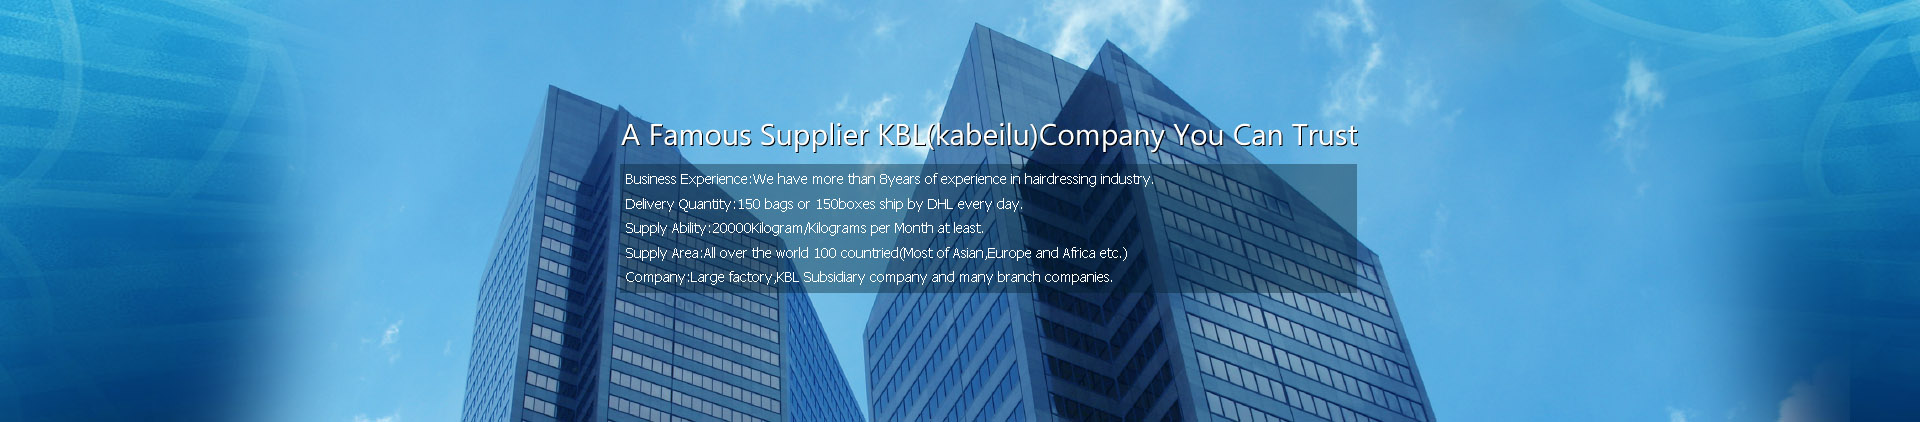 A Famous Supplier KBL(kabeilu)Company You Can Trust
Business Experience:We have more than 8years of experience in hairdressing industry.
Delivery Quantity:150 bags or 150boxes ship by DHL every day.
Supply Ability:20000Kilogram/Kilograms per Month at least.
Supply Area:All over the world 100 countried(Most of Asian,Europe and Africa etc.)
Company:Large factory,KBL Subsidiary company and many branch companies.